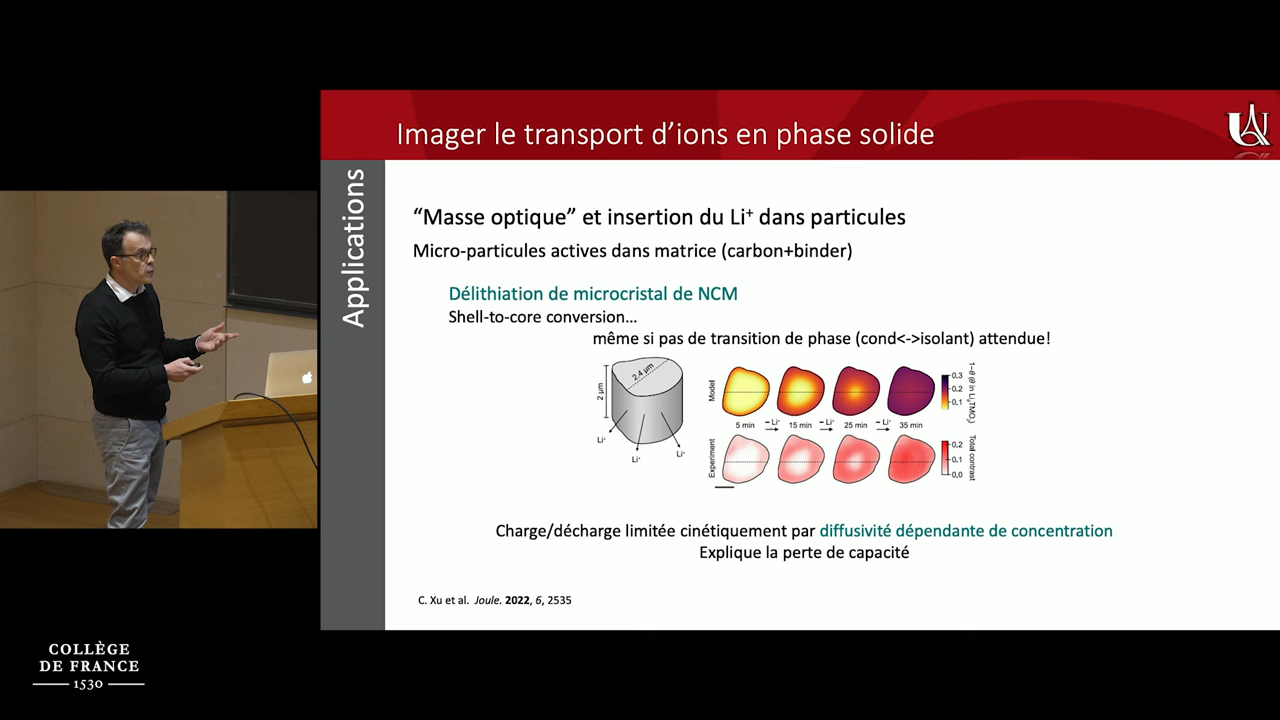 Imager le transport d'ions en phase solide
Applications
“Masse optique” et insertion du Li⁺ dans particules
Micro-particules actives dans matrice (carbon+binder)
Délithiation de microcristal de NCM
Shell-to-core conversion...
même si pas de transition de phase (cond<->isolant) attendue!
2.4 µm
2 µm
Li⁺
Li⁺
Li⁺
Model
5 min
− Li⁺
15 min
− Li⁺
25 min
− Li⁺
35 min
Experiment
0.3
0.2
0.1
0.2
0.1
0.0
Total contrast
Charge/décharge limitée cinétiquement par diffusivité dépendante de concentration
Explique la perte de capacité
C. Xu et al. Joule. 2022, 6, 2535
COLLÈGE
DE FRANCE
1530